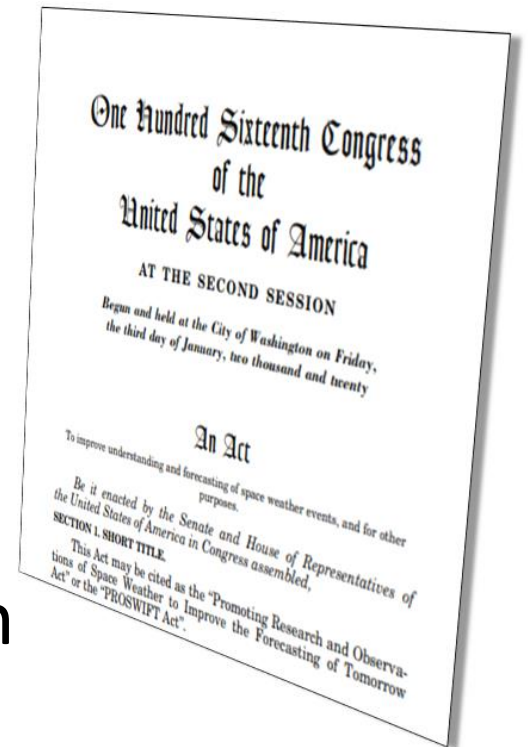 One Hundred Sixteenth Congress
of the
United States of America
AT THE SECOND SESSION
Begun and held at the City of Washington on Friday,
the third day of January, two thousand and twenty
An Act
To improve understanding and forecasting of space weather events, and for other
purposes.
Be it enacted by the Senate and House of Representatives of
the United States of America in Congress assembled,
SECTION 1. SHORT TITLE.
This Act may be cited as the “Promoting Research and Observa-
tions of Space Weather to Improve the Forecasting of Tomorrow
Act” or the “PROSWIFT Act”.
n